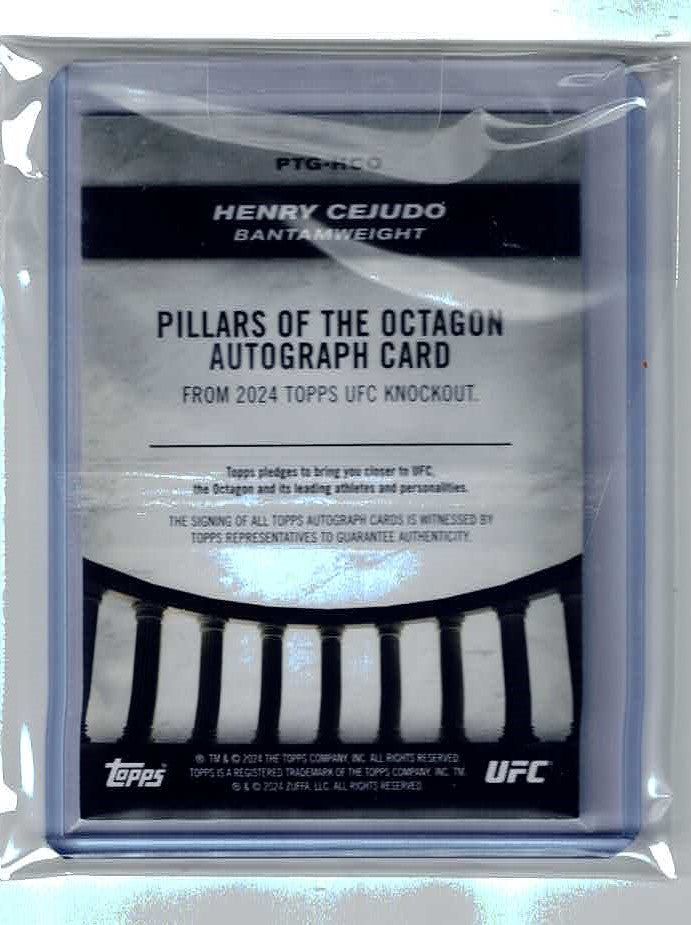 HENRY CEJUDO
BANTAMWEIGHT
PILLARS OF THE OCTAGON
AUTOGRAPH CARD
FROM 2024 TOPPS UFC KNOCKOUT.
Topps pledges to bring you closer to UFC,
the Octagon and its leading athletes and personalities.
THE SIGNING OF ALL TOPPS AUTOGRAPH CARDS IS WITNESSED BY
TOPPS REPRESENTATIVES TO GUARANTEE AUTHENTICITY.
topps
® TM & © 2024 THE TOPPS COMPANY, INC. ALL RIGHTS RESERVED.
TOPPS IS A REGISTERED TRADEMARK OF THE TOPPS COMPANY, INC. TM,
® & © 2024 ZUFFA, LLC. ALL RIGHTS RESERVED.
UFC